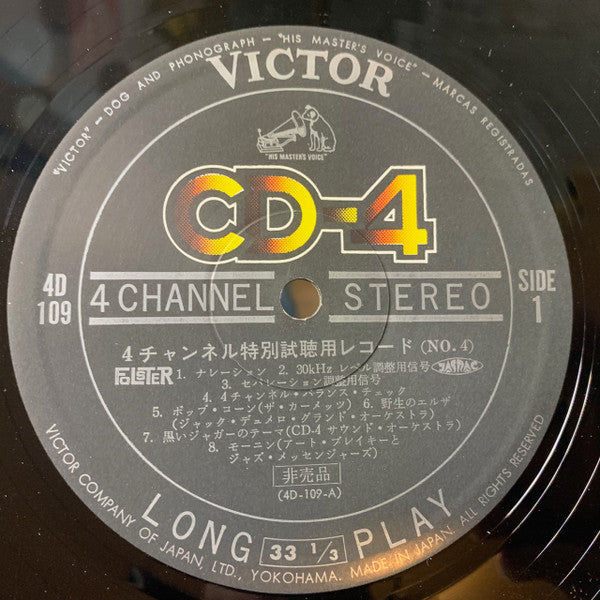 "VICTOR" – DOG AND PHONOGRAPH – "HIS MASTER'S VOICE" – MARCAS REGISTRADAS
VICTOR
"HIS MASTER'S VOICE"
CD-4
4D
109
4 CHANNEL STEREO
SIDE
1
4チャンネル特別試聴用レコード (NO. 4)
FOLSTER
1. ナレーション 2. 30kHz レベル調整用信号
JASRAC
3. セパレーション調整用信号
4. 4チャンネル・バランス・チェック
5. ポップ・コーン(ザ・カーメッツ) 6. 野生のエルザ
(ジャック・デュメロ・グランド・オーケストラ)
7. 黒いジャガーのテーマ(CD-4 サウンド・オーケストラ)
8. モーニン(アート・ブレイキーと
ジャズ・メッセンジャーズ)
非売品
(4D-109-A)
LONG 33 1/3 PLAY
VICTOR COMPANY OF JAPAN, LTD., YOKOHAMA. MADE IN JAPAN. ALL RIGHTS RESERVED